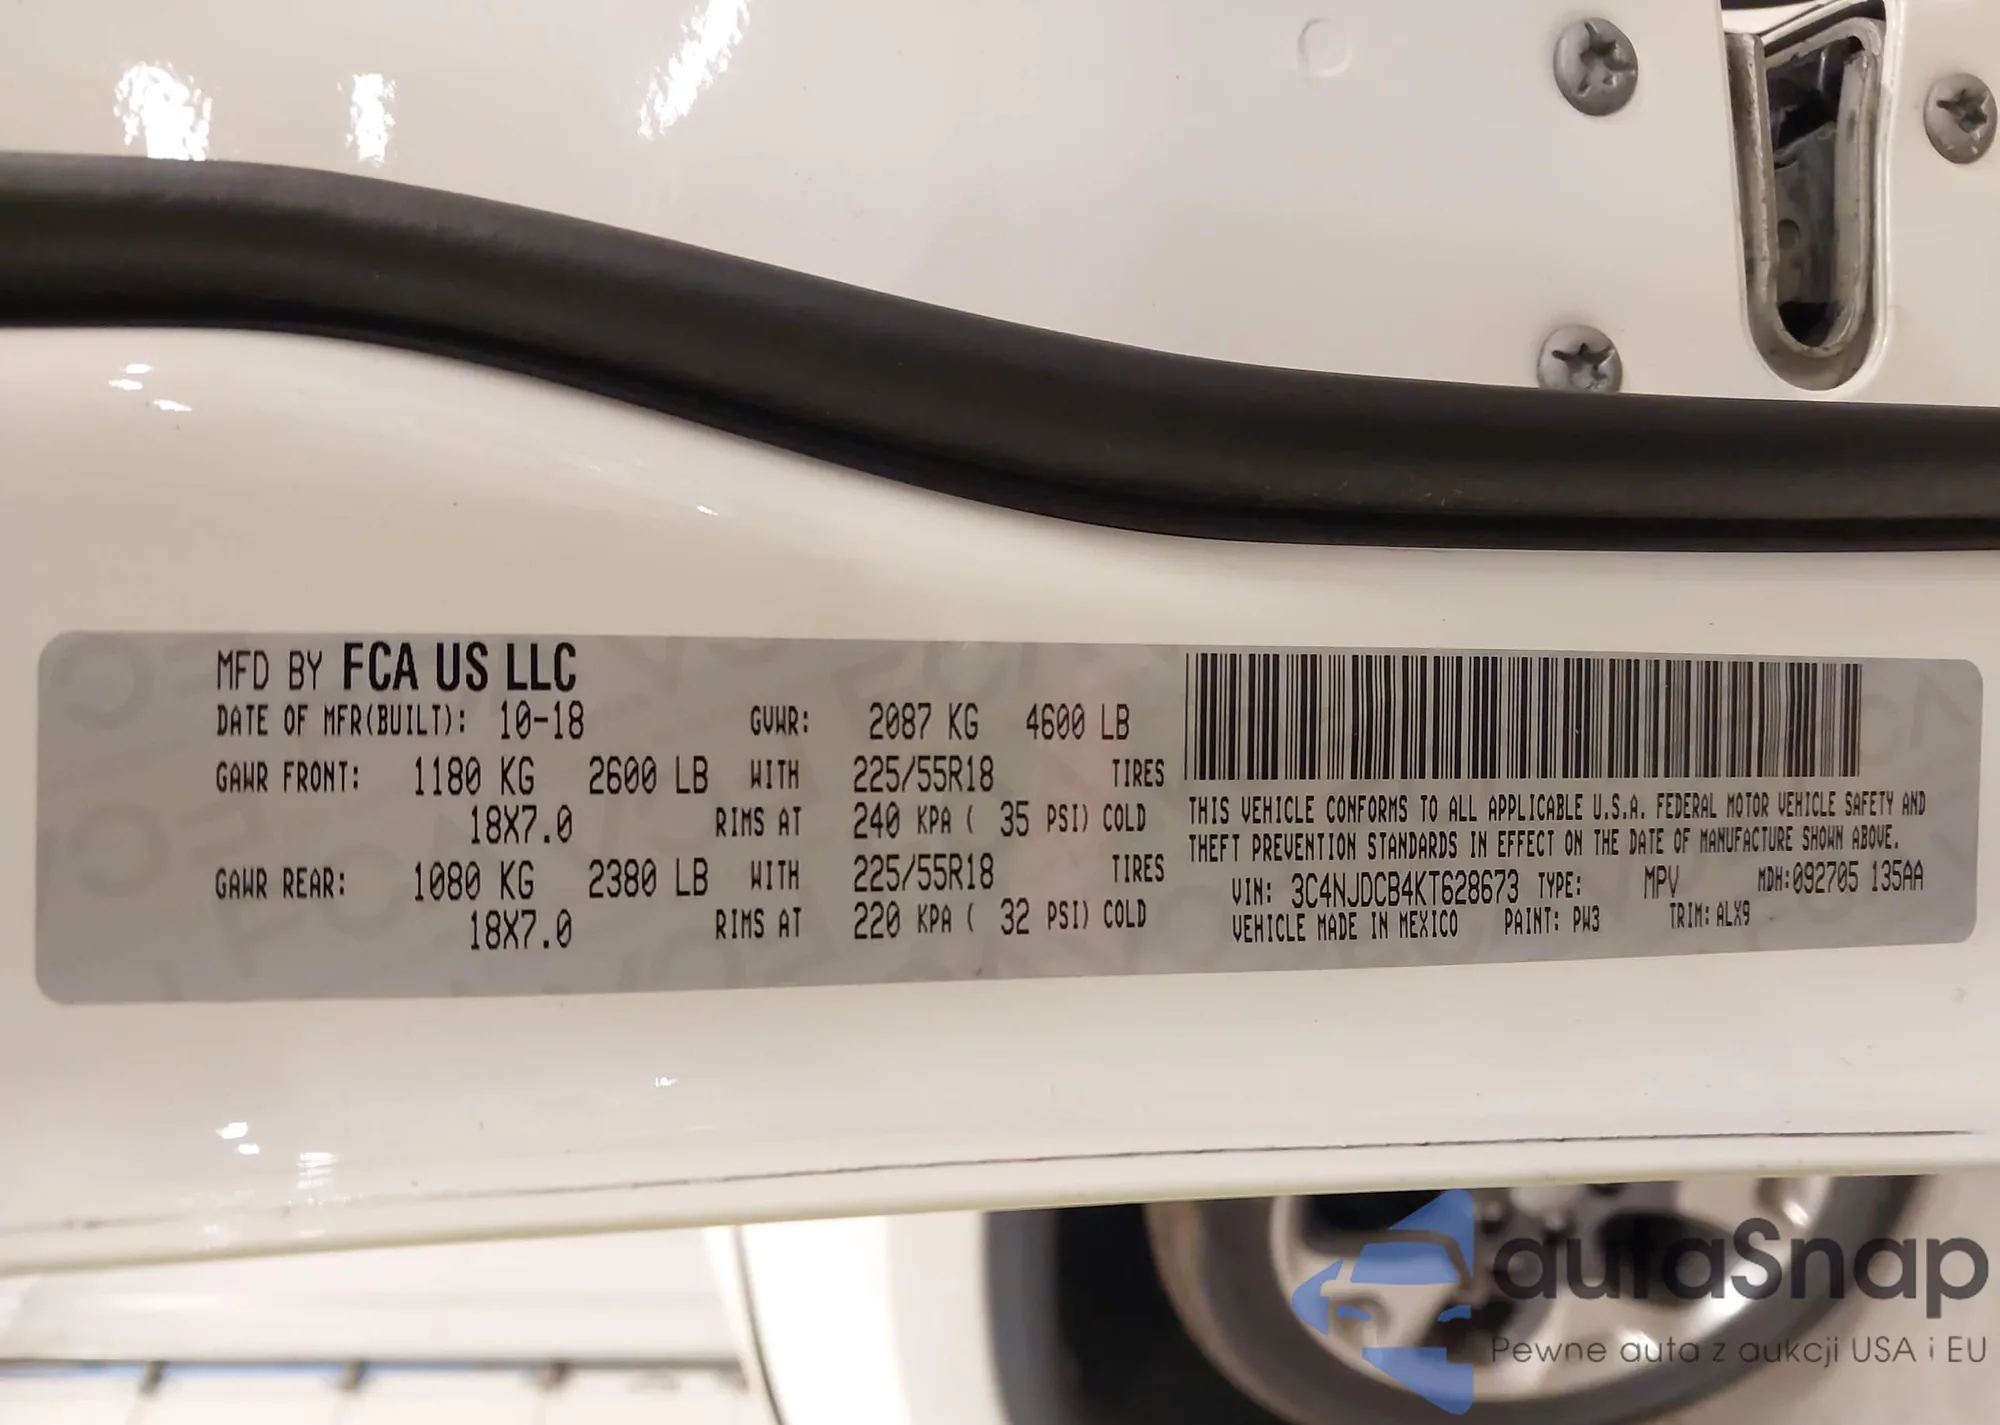 MFD BY FCA US LLC
DATE OF MFR(BUILT): 10-18 GVWR: 2087 KG 4600 LB
GAWR FRONT: 1180 KG 2600 LB WITH 225/55R18 TIRES
18X7.0 RIMS AT 240 KPA ( 35 PSI) COLD
GAWR REAR: 1080 KG 2380 LB WITH 225/55R18 TIRES
18X7.0 RIMS AT 220 KPA ( 32 PSI) COLD
THIS VEHICLE CONFORMS TO ALL APPLICABLE U.S.A. FEDERAL MOTOR VEHICLE SAFETY AND
THEFT PREVENTION STANDARDS IN EFFECT ON THE DATE OF MANUFACTURE SHOWN ABOVE.
VIN: 3C4NJDCB4KT628673 TYPE: MPV MDH:092705 135AA
VEHICLE MADE IN MEXICO PAINT: PW3 TRIM: ALX9
autaSnap
Pewne auta z aukcji USA i EU